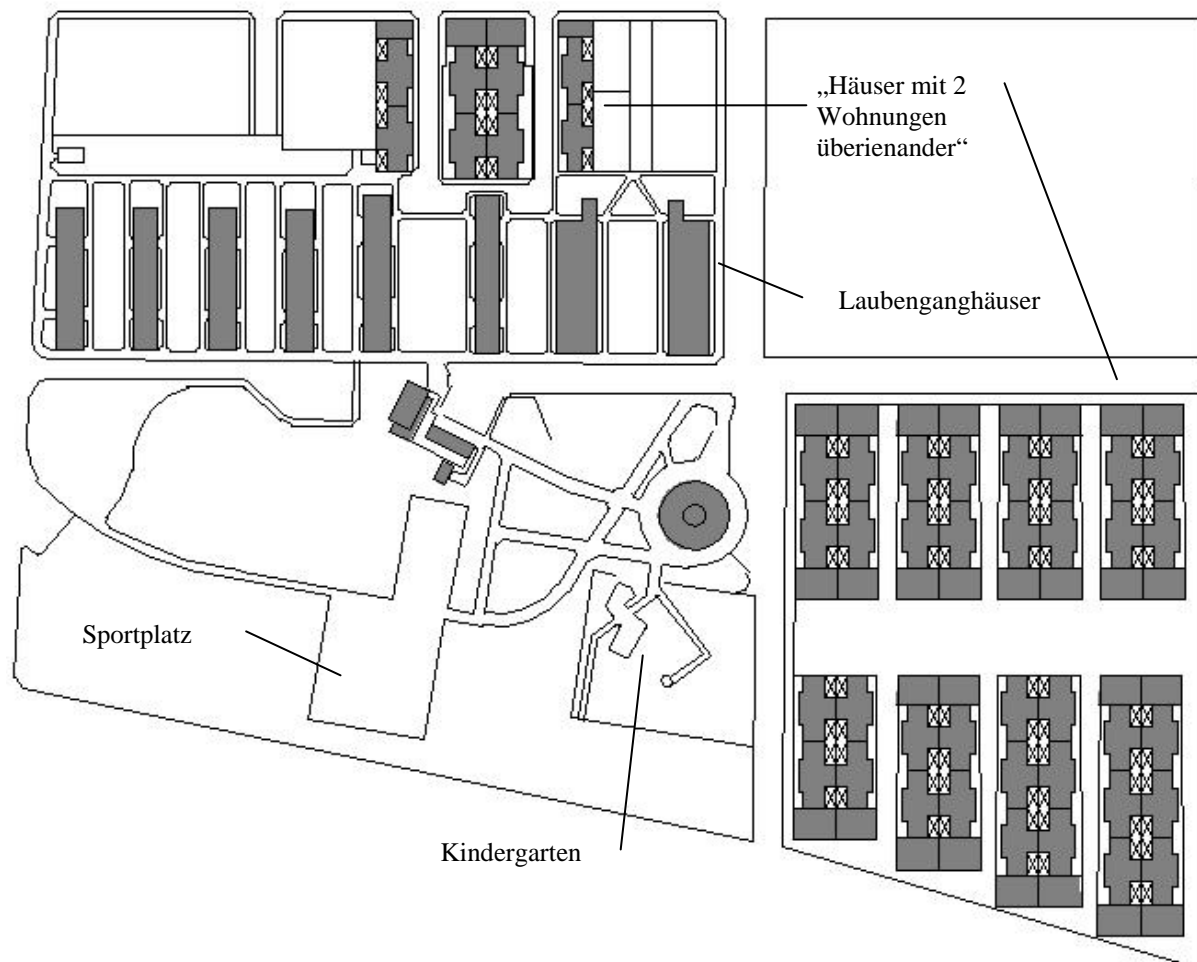 „Häuser mit 2
Wohnungen
überienander“
Laubenganghäuser
Sportplatz
Kindergarten